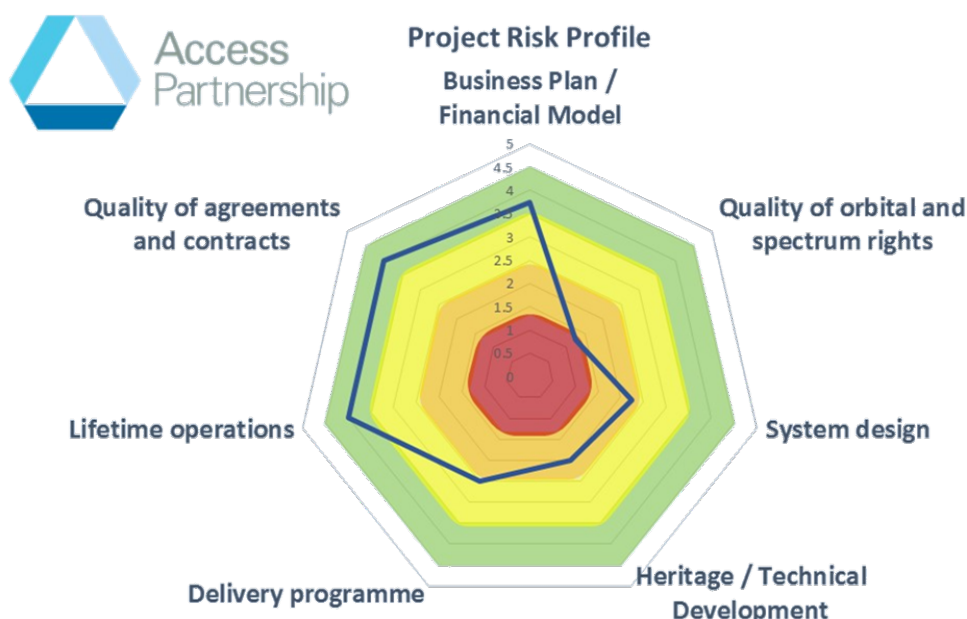 Access
Partnership
Project Risk Profile
Business Plan /
Financial Model
5
4.5
4
3.5
3
2.5
2
1.5
1
0.5
0
Quality of agreements
and contracts
Quality of orbital and
spectrum rights
Lifetime operations
System design
Delivery programme
Heritage / Technical
Development